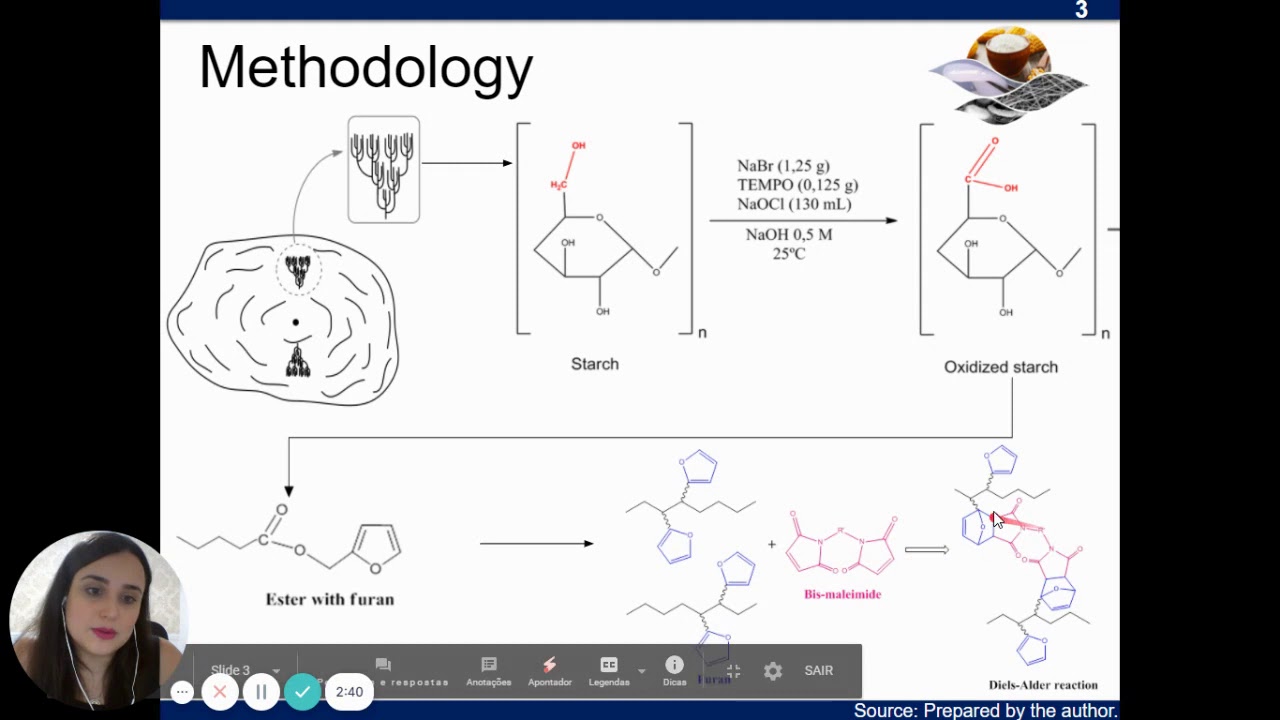 3
Methodology
OH
H₂C
O
OH
O
OH
n
Starch
NaBr (1,25 g)
TEMPO (0,125 g)
NaOCl (130 mL)
NaOH 0,5 M
25ºC
O
C
OH
O
OH
O
OH
n
Oxidized starch
O
C
O
O
Ester with furan
O
O
O
O
Furan
+
O
N
N
O
O
O
Bis-maleimide
O
O
O
O
N
N
O
O
O
O
Diels-Alder reaction
Slide 3
e respostas
Anotações
Apontador
Legendas
Dicas
SAIR
2:40
Source: Prepared by the author.